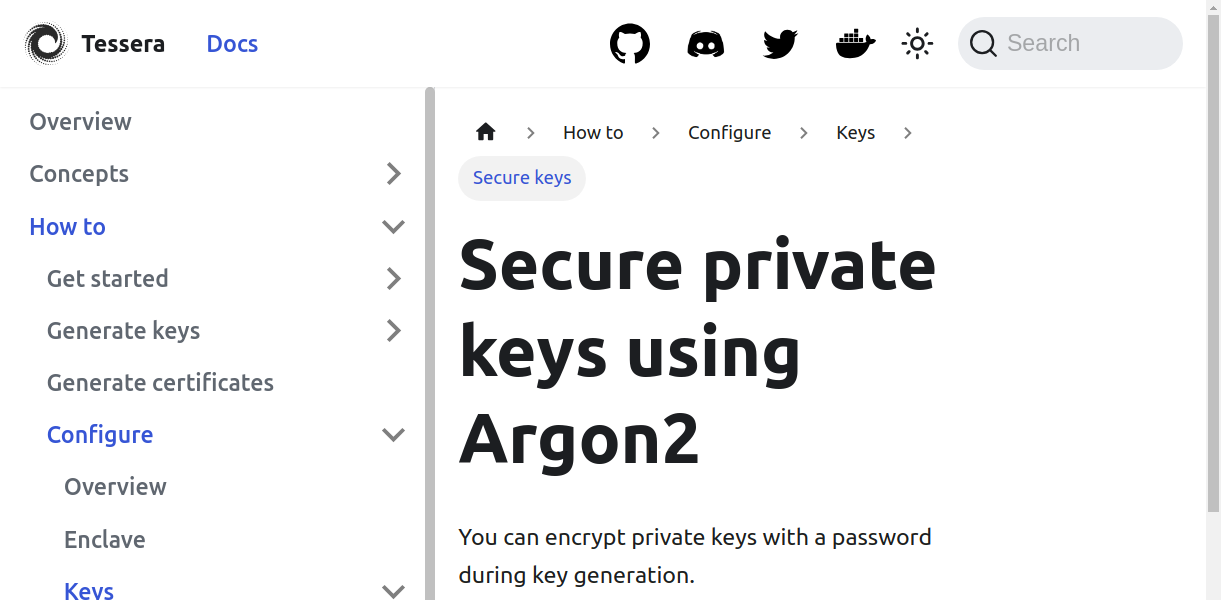 Tessera Docs Search
Overview
Concepts
How to
Get started
Generate keys
Generate certificates
Configure
Overview
Enclave
Keys
How to Configure Keys
Secure keys
Secure private
keys using
Argon2
You can encrypt private keys with a password
during key generation.